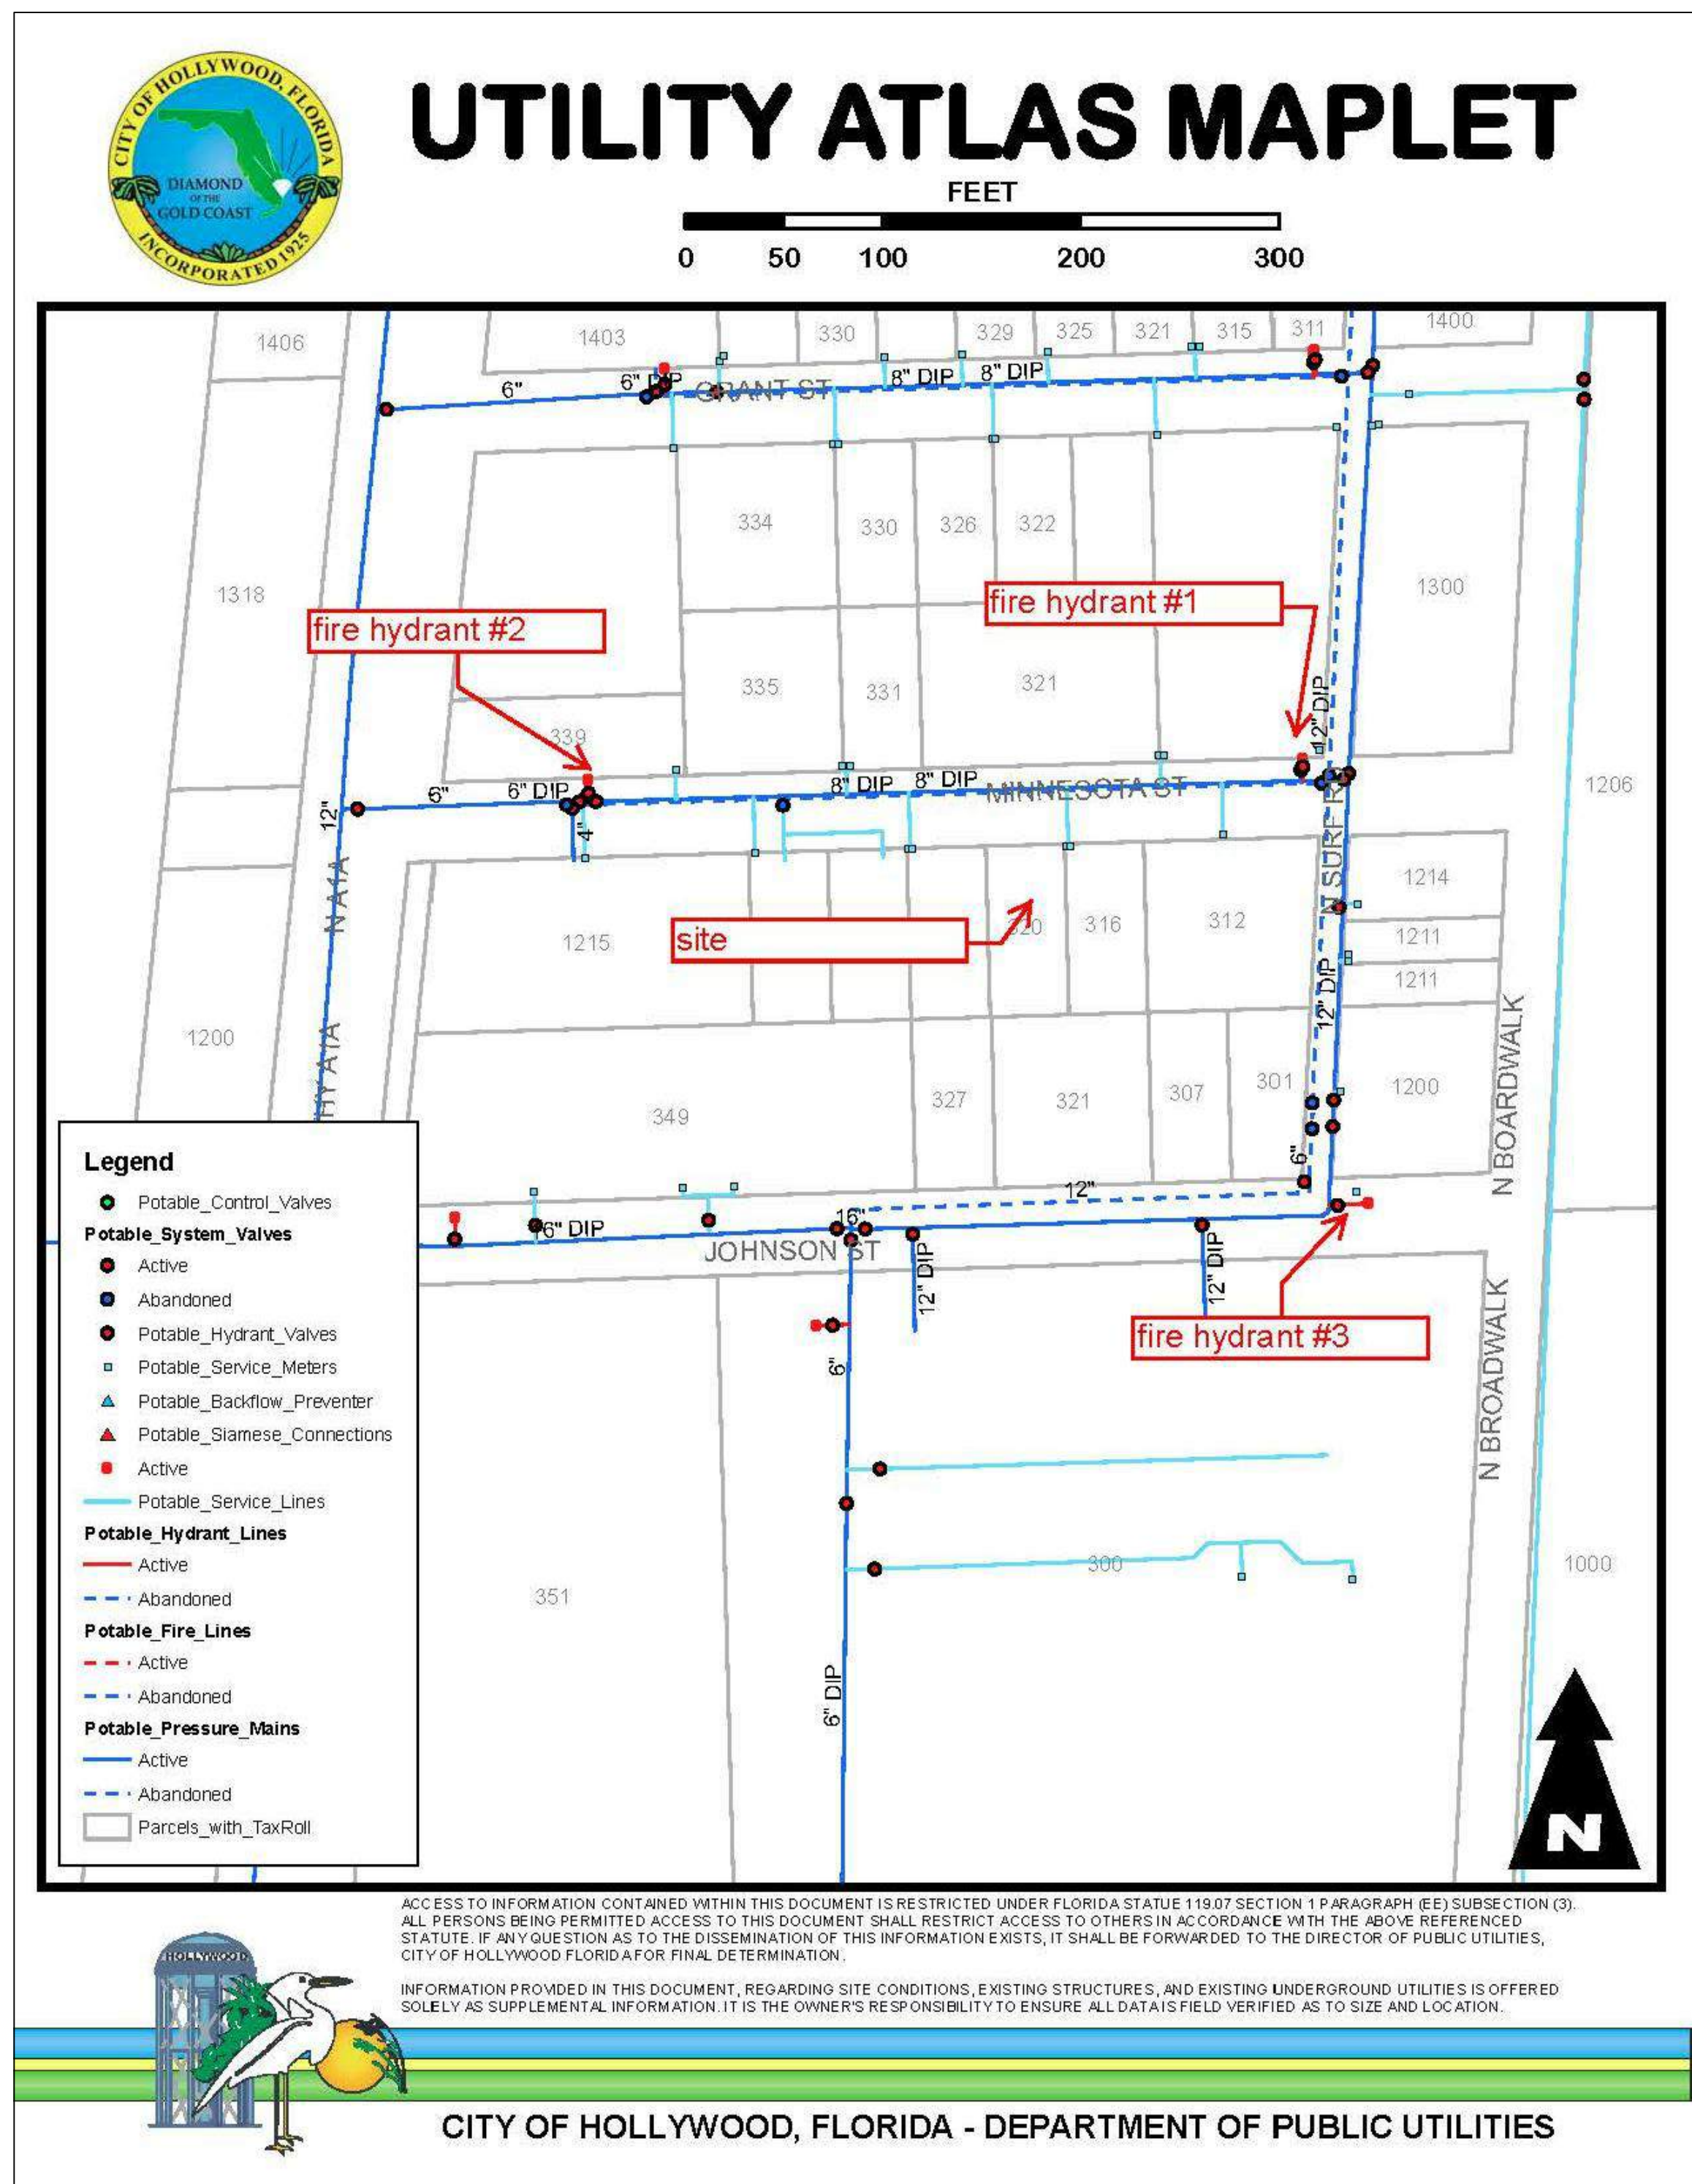 CITY OF HOLLYWOOD, FLORIDA
DIAMOND
OF THE
GOLD COAST
INCORPORATED 1925
UTILITY ATLAS MAPLET
FEET
0 50 100 200 300
1406
1403
330
329
325
321
315
311
1400
6"
6" DIP
GRANT ST
8" DIP
8" DIP
334
330
326
322
1318
1300
fire hydrant #2
fire hydrant #1
335
331
321
12" DIP
339
6"
6" DIP
4"
8" DIP
8" DIP
MINNESOTA ST
1206
12"
N A1A
N SURF RD
1214
1215
site
320
316
312
1211
1211
12" DIP
1200
HY A1A
N BOARDWALK
349
327
321
307
301
1200
6"
12"
16"
6" DIP
JOHNSON ST
12" DIP
12" DIP
fire hydrant #3
6"
N BROADWALK
300
1000
351
6" DIP
Legend
Potable_Control_Valves
Potable_System_Valves
Active
Abandoned
Potable_Hydrant_Valves
Potable_Service_Meters
Potable_Backflow_Preventer
Potable_Siamese_Connections
Active
Potable_Service_Lines
Potable_Hydrant_Lines
Active
Abandoned
Potable_Fire_Lines
Active
Abandoned
Potable_Pressure_Mains
Active
Abandoned
Parcels_with_TaxRoll
N
ACCESS TO INFORMATION CONTAINED WITHIN THIS DOCUMENT IS RESTRICTED UNDER FLORIDA STATUE 119.07 SECTION 1 PARAGRAPH (EE) SUBSECTION (3).
ALL PERSONS BEING PERMITTED ACCESS TO THIS DOCUMENT SHALL RESTRICT ACCESS TO OTHERS IN ACCORDANCE WITH THE ABOVE REFERENCED
STATUTE. IF ANY QUESTION AS TO THE DISSEMINATION OF THIS INFORMATION EXISTS, IT SHALL BE FORWARDED TO THE DIRECTOR OF PUBLIC UTILITIES,
CITY OF HOLLYWOOD FLORIDA FOR FINAL DETERMINATION.
INFORMATION PROVIDED IN THIS DOCUMENT, REGARDING SITE CONDITIONS, EXISTING STRUCTURES, AND EXISTING UNDERGROUND UTILITIES IS OFFERED
SOLELY AS SUPPLEMENTAL INFORMATION. IT IS THE OWNER'S RESPONSIBILITY TO ENSURE ALL DATA IS FIELD VERIFIED AS TO SIZE AND LOCATION.
HOLLYWOOD
CITY OF HOLLYWOOD, FLORIDA - DEPARTMENT OF PUBLIC UTILITIES